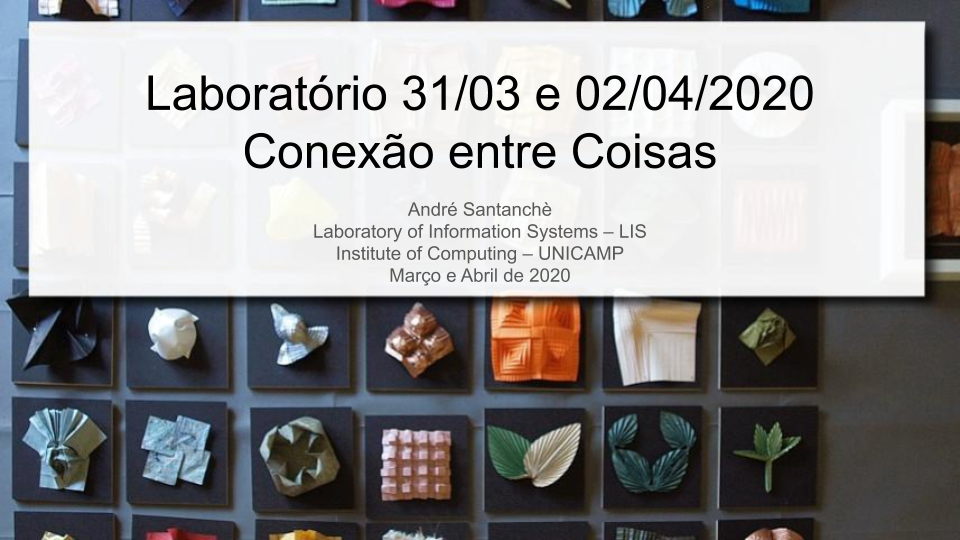 Laboratório 31/03 e 02/04/2020
Conexão entre Coisas
André Santanchè
Laboratory of Information Systems – LIS
Institute of Computing – UNICAMP
Março e Abril de 2020